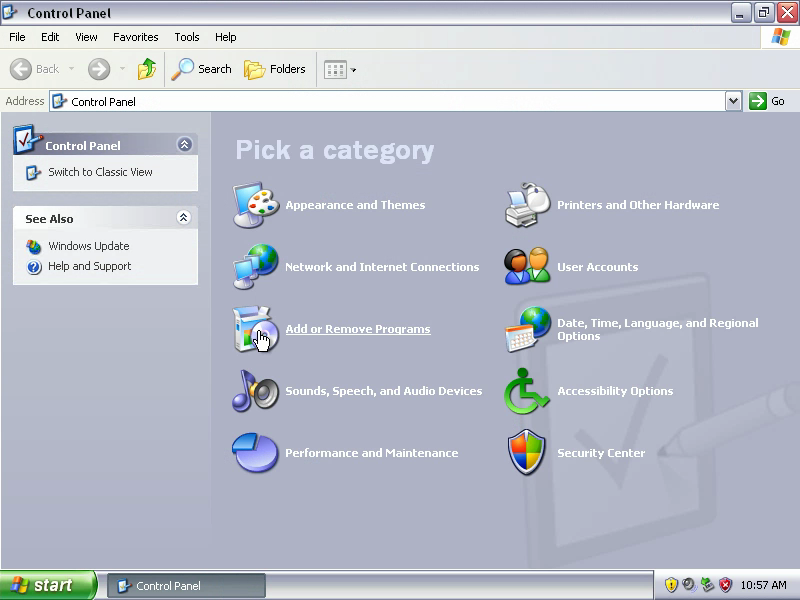 Control Panel
File Edit View Favorites Tools Help
Back Search Folders
Address Control Panel Go
Control Panel
Switch to Classic View
See Also
Windows Update
Help and Support
Pick a category
Appearance and Themes
Printers and Other Hardware
Network and Internet Connections
User Accounts
Add or Remove Programs
Date, Time, Language, and Regional
Options
Sounds, Speech, and Audio Devices
Accessibility Options
Performance and Maintenance
Security Center
start Control Panel 10:57 AM